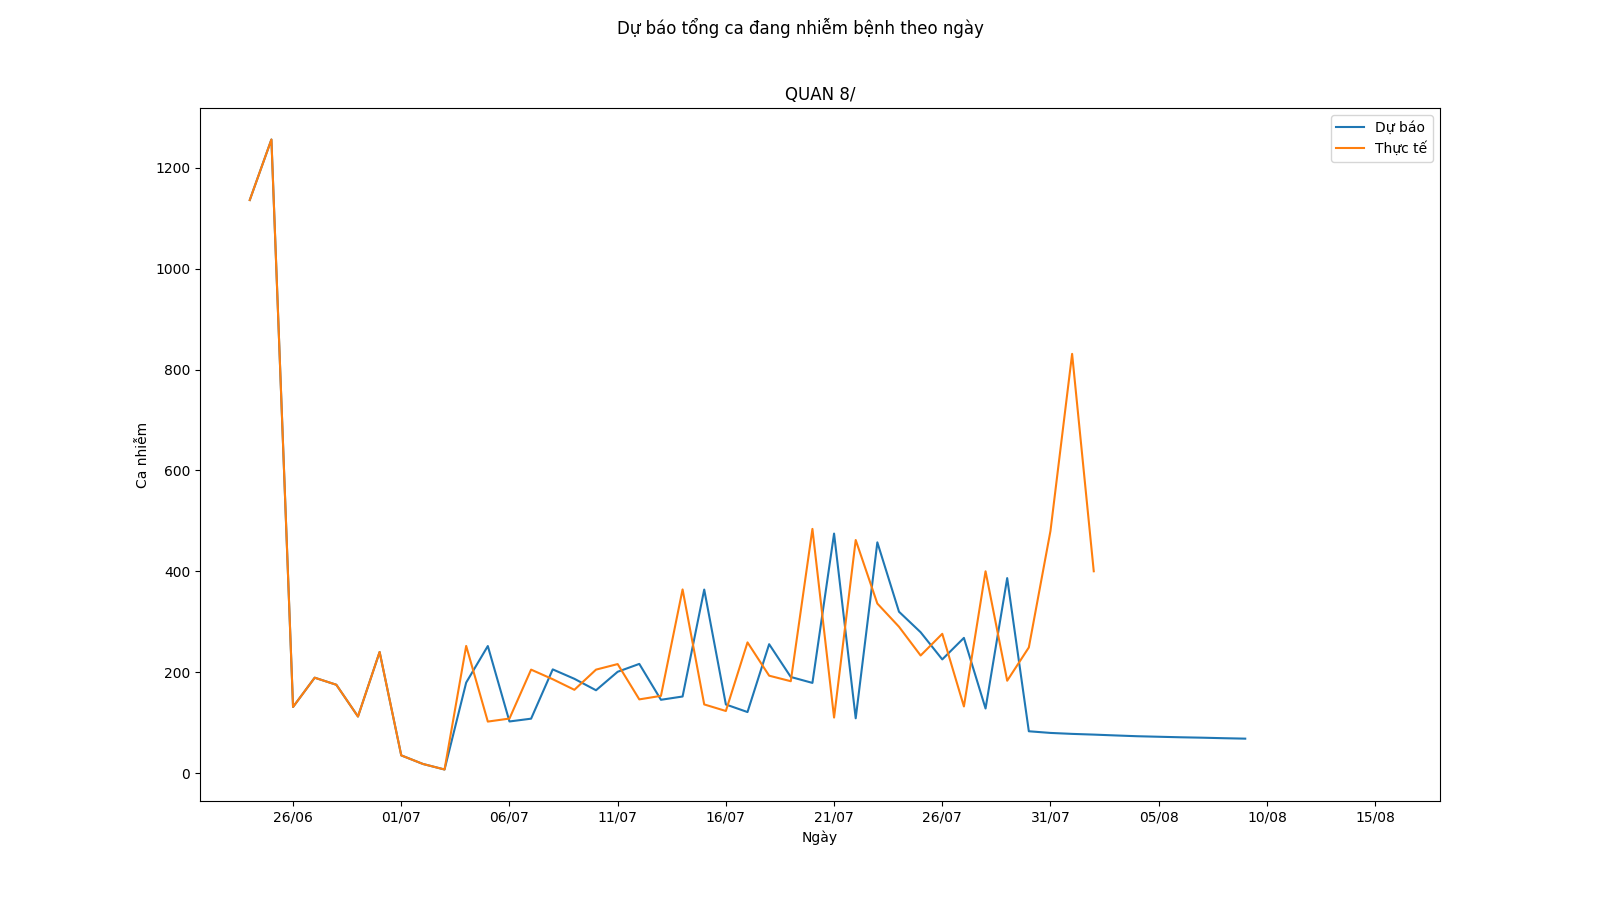 Dự báo tổng ca đang nhiễm bệnh theo ngày
QUAN 8/
Dự báo
Thực tế
1200
1000
800
600
400
200
0
Ca nhiễm
26/06 01/07 06/07 11/07 16/07 21/07 26/07 31/07 05/08 10/08 15/08
Ngày